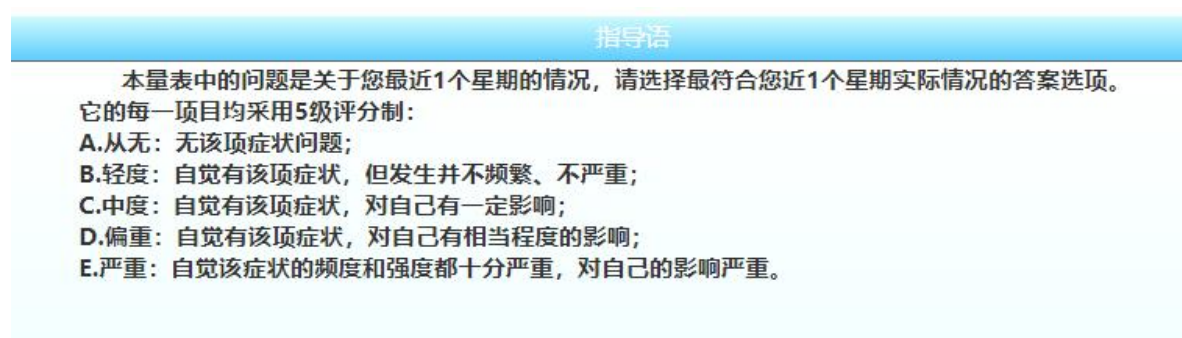 指导语
本量表中的问题是关于您最近1个星期的情况，请选择最符合您近1个星期实际情况的答案选项。
它的每一项目均采用5级评分制：
A.从无：无该项症状问题；
B.轻度：自觉有该项症状，但发生并不频繁、不严重；
C.中度：自觉有该项症状，对自己有一定影响；
D.偏重：自觉有该项症状，对自己有相当程度的影响；
E.严重：自觉该症状的频度和强度都十分严重，对自己的影响严重。